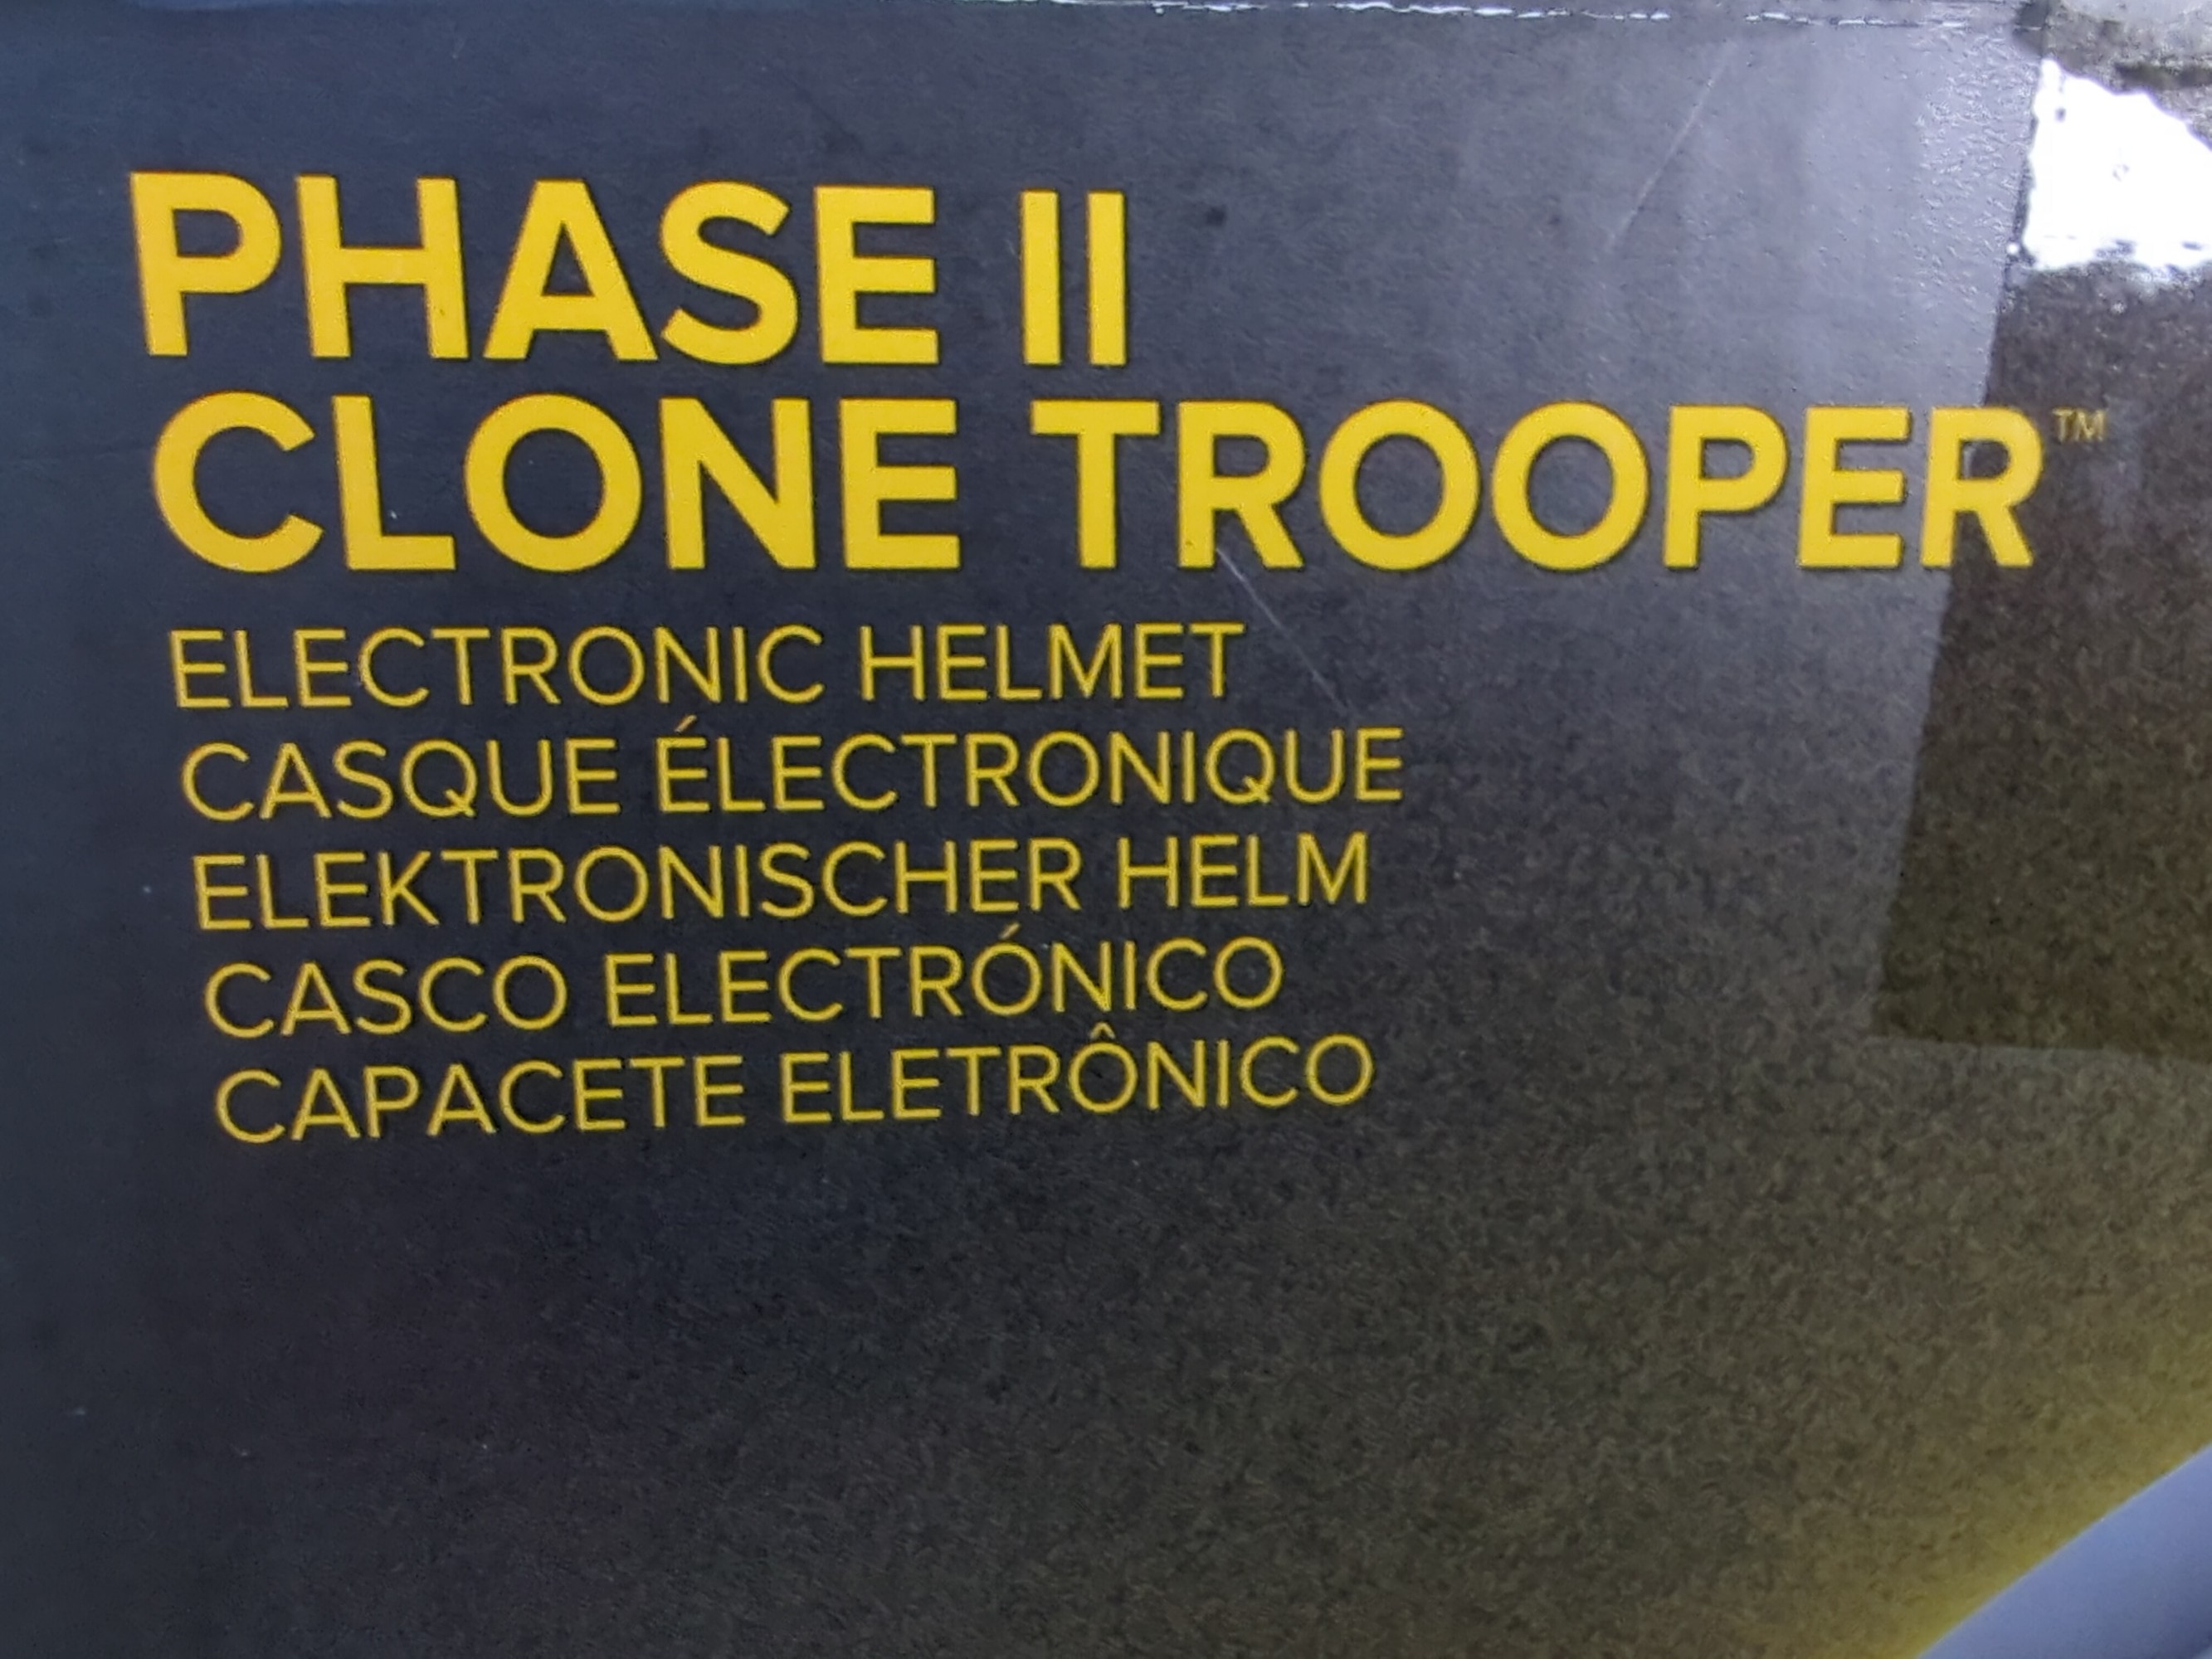 PHASE II
CLONE TROOPER™
ELECTRONIC HELMET
CASQUE ÉLECTRONIQUE
ELEKTRONISCHER HELM
CASCO ELECTRÓNICO
CAPACETE ELETRÔNICO